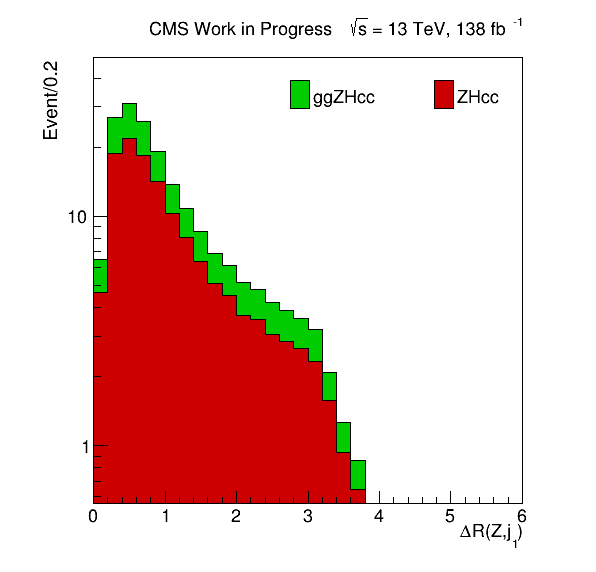 CMS Work in Progress √s = 13 TeV, 138 fb⁻¹
Event/0.2
ggZHcc ZHcc
10
1
0 1 2 3 4 5 6
ΔR(Z,j₁)